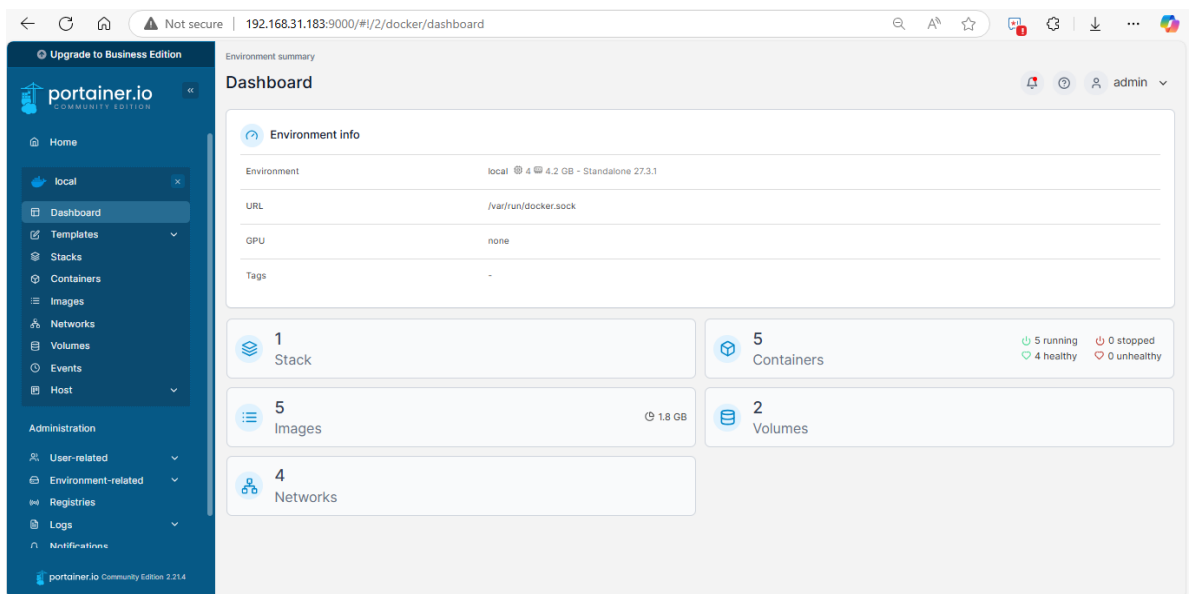 Not secure 192.168.31.183:9000/#!/2/docker/dashboard
Upgrade to Business Edition
portainer.io
COMMUNITY EDITION
Home
local
Dashboard
Templates
Stacks
Containers
Images
Networks
Volumes
Events
Host
Administration
User-related
Environment-related
Registries
Logs
Notifications
portainer.io Community Edition 2.21.4
Environment summary
Dashboard
admin
Environment info
Environment local 4 4.2 GB - Standalone 27.3.1
URL /var/run/docker.sock
GPU none
Tags -
1
Stack
5
Containers
5 running 0 stopped
4 healthy 0 unhealthy
5
Images
1.8 GB
2
Volumes
4
Networks